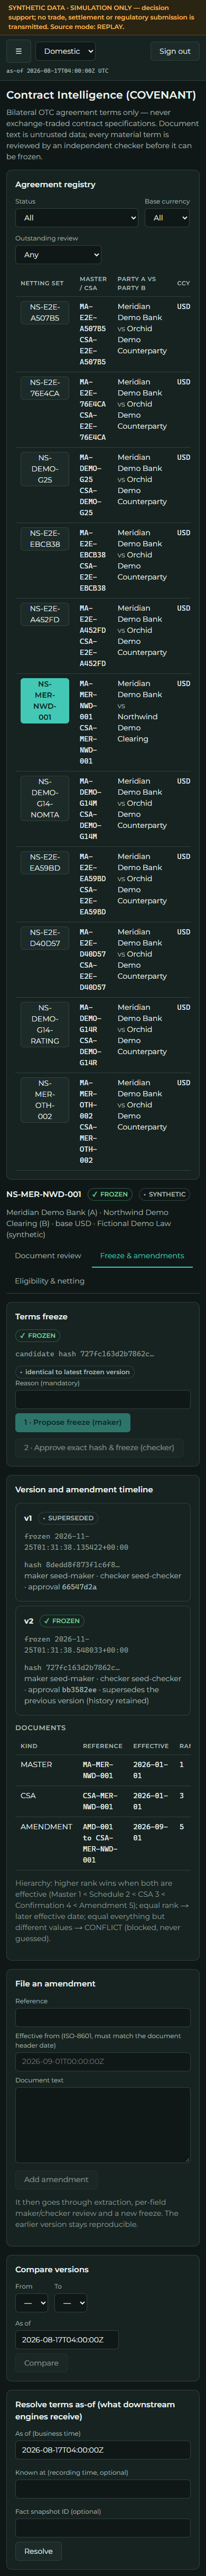 SYNTHETIC DATA · SIMULATION ONLY — decision
support; no trade, settlement or regulatory submission is
transmitted. Source mode: REPLAY.
☰ Domestic Sign out
as-of 2026-08-17T04:00:00Z UTC
Contract Intelligence (COVENANT)
Bilateral OTC agreement terms only — never
exchange-traded contract specifications. Document
text is untrusted data; every material term is
reviewed by an independent checker before it can
be frozen.
Agreement registry
Status Base currency
All All
Outstanding review
Any
NETTING SET MASTER / CSA PARTY A VS PARTY B CCY
NS-E2E-A507B5 MA-E2E-A507B5 CSA-E2E-A507B5 Meridian Demo Bank vs Orchid Demo Counterparty USD
NS-E2E-76E4CA MA-E2E-76E4CA CSA-E2E-76E4CA Meridian Demo Bank vs Orchid Demo Counterparty USD
NS-DEMO-G25 MA-DEMO-G25 CSA-DEMO-G25 Meridian Demo Bank vs Orchid Demo Counterparty USD
NS-E2E-EBCB38 MA-E2E-EBCB38 CSA-E2E-EBCB38 Meridian Demo Bank vs Orchid Demo Counterparty USD
NS-E2E-A452FD MA-E2E-A452FD CSA-E2E-A452FD Meridian Demo Bank vs Orchid Demo Counterparty USD
NS-MER-NWD-001 MA-MER-NWD-001 CSA-MER-NWD-001 Meridian Demo Bank vs Northwind Demo Clearing USD
NS-DEMO-G14-NOMTA MA-DEMO-G14M CSA-DEMO-G14M Meridian Demo Bank vs Orchid Demo Counterparty USD
NS-E2E-EA59BD MA-E2E-EA59BD CSA-E2E-EA59BD Meridian Demo Bank vs Orchid Demo Counterparty USD
NS-E2E-D40D57 MA-E2E-D40D57 CSA-E2E-D40D57 Meridian Demo Bank vs Orchid Demo Counterparty USD
NS-DEMO-G14-RATING MA-DEMO-G14R CSA-DEMO-G14R Meridian Demo Bank vs Orchid Demo Counterparty USD
NS-MER-OTH-002 MA-MER-OTH-002 CSA-MER-OTH-002 Meridian Demo Bank vs Orchid Demo Counterparty USD
NS-MER-NWD-001 ✓ FROZEN • SYNTHETIC
Meridian Demo Bank (A) · Northwind Demo
Clearing (B) · base USD · Fictional Demo Law
(synthetic)
Document review Freeze & amendments
Eligibility & netting
Terms freeze
✓ FROZEN
candidate hash 727fc163d2b7862c…
• identical to latest frozen version
Reason (mandatory)
1 · Propose freeze (maker)
2 · Approve exact hash & freeze (checker)
Version and amendment timeline
v1 • SUPERSEDED
frozen 2026-11-
25T01:31:38.135422+00:00
hash 8dedd8f873f1c6f8…
maker seed-maker · checker seed-checker
· approval 66547d2a
v2 ✓ FROZEN
frozen 2026-11-
25T01:31:38.548033+00:00
hash 727fc163d2b7862c…
maker seed-maker · checker seed-checker
· approval bb3582ee · supersedes the
previous version (history retained)
DOCUMENTS
KIND REFERENCE EFFECTIVE RAN
MASTER MA-MER-NWD-001 2026-01-01 1
CSA CSA-MER-NWD-001 2026-01-01 3
AMENDMENT AMD-001 to CSA-MER-NWD-001 2026-09-01 5
Hierarchy: higher rank wins when both are
effective (Master 1 < Schedule 2 < CSA 3 <
Confirmation 4 < Amendment 5); equal rank →
later effective date; equal everything but
different values → CONFLICT (blocked, never
guessed).
File an amendment
Reference
Effective from (ISO-8601, must match the document
header date)
2026-09-01T00:00:00Z
Document text
Add amendment
It then goes through extraction, per-field
maker/checker review and a new freeze. The
earlier version stays reproducible.
Compare versions
From To
— —
As of
2026-08-17T04:00:00Z
Compare
Resolve terms as-of (what downstream
engines receive)
As of (business time)
2026-08-17T04:00:00Z
Known at (recording time, optional)
Fact snapshot ID (optional)
Resolve